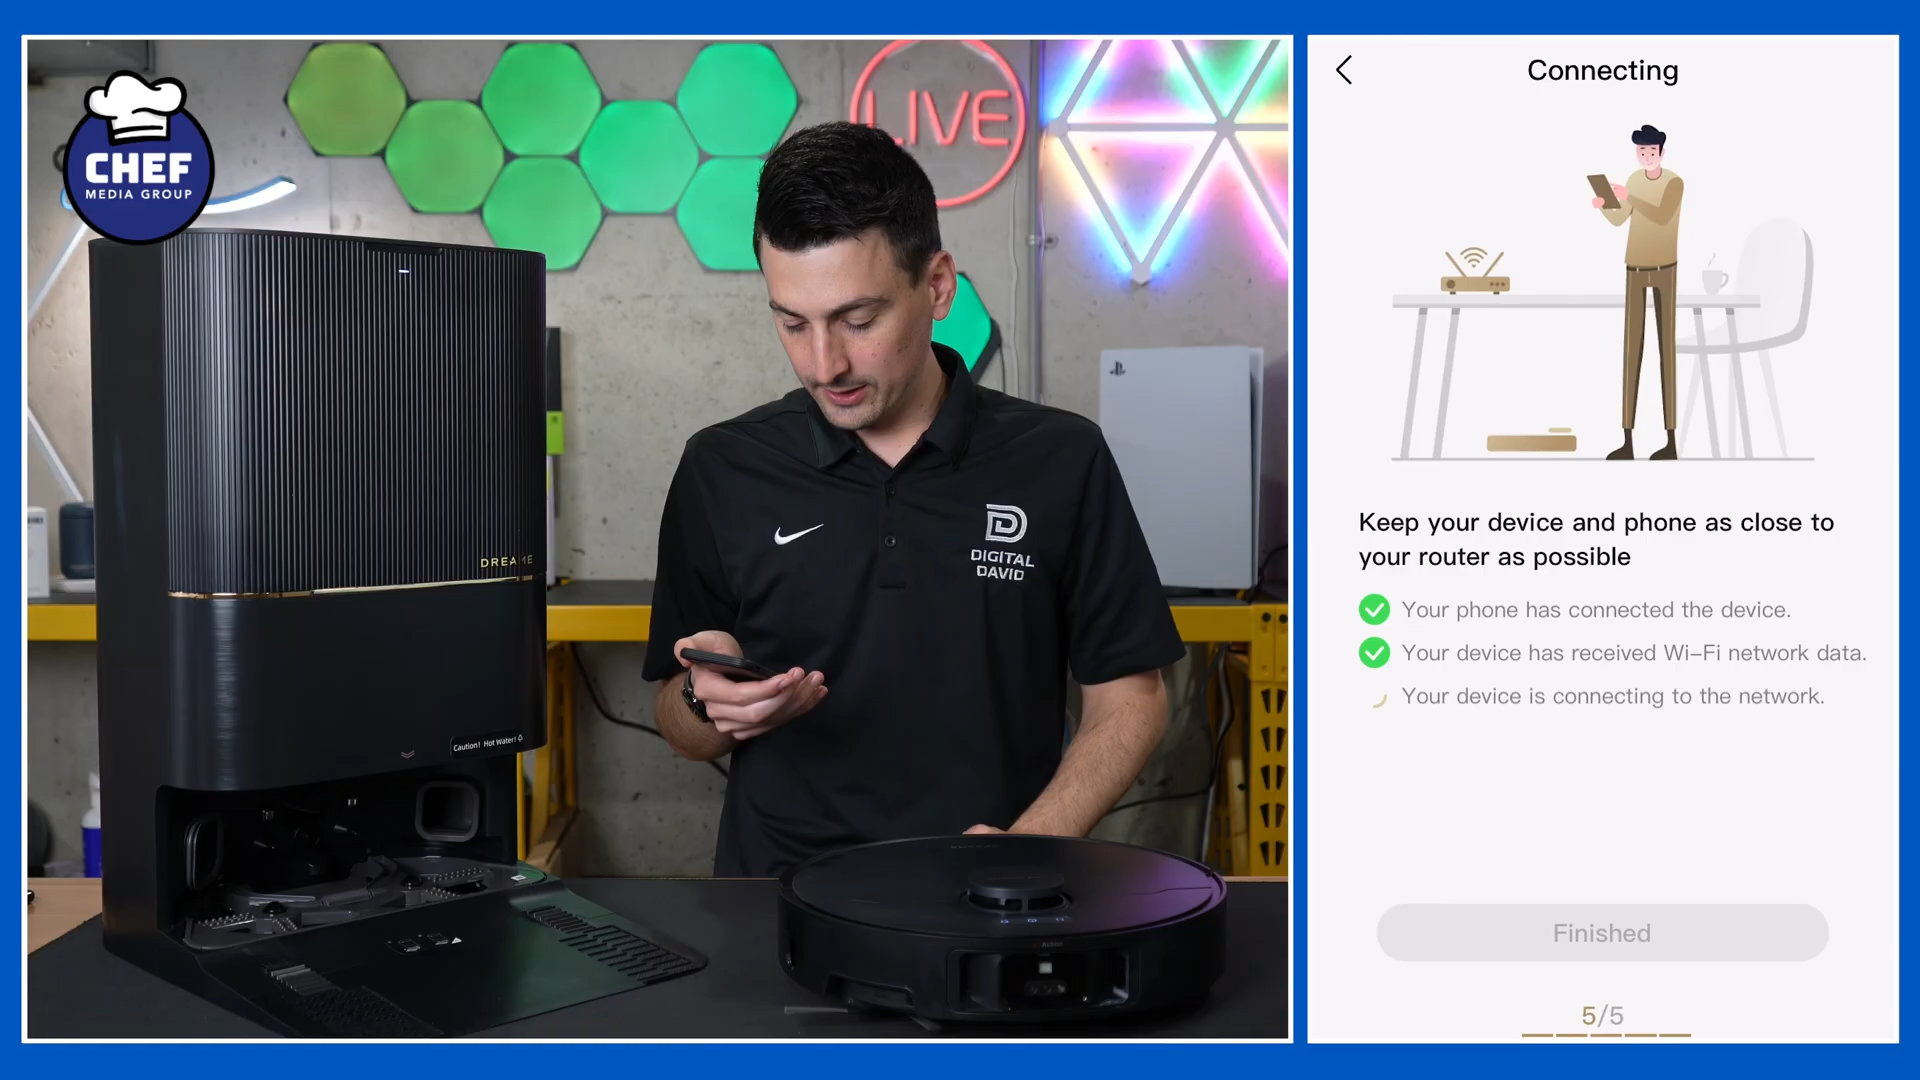 CHEF
MEDIA GROUP
LIVE
DREAME
DIGITAL
DAVID
Caution! Hot Water!
Connecting
Keep your device and phone as close to
your router as possible
Your phone has connected the device.
Your device has received Wi-Fi network data.
Your device is connecting to the network.
Finished
5/5